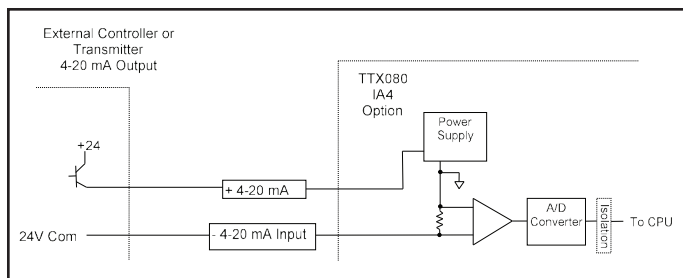 External Controller or
Transmitter
4-20 mA Output
TTX080
IA4
Option
Power
Supply
+24
+ 4-20 mA
24V Com
- 4-20 mA Input
A/D
Converter
Isolation
To CPU